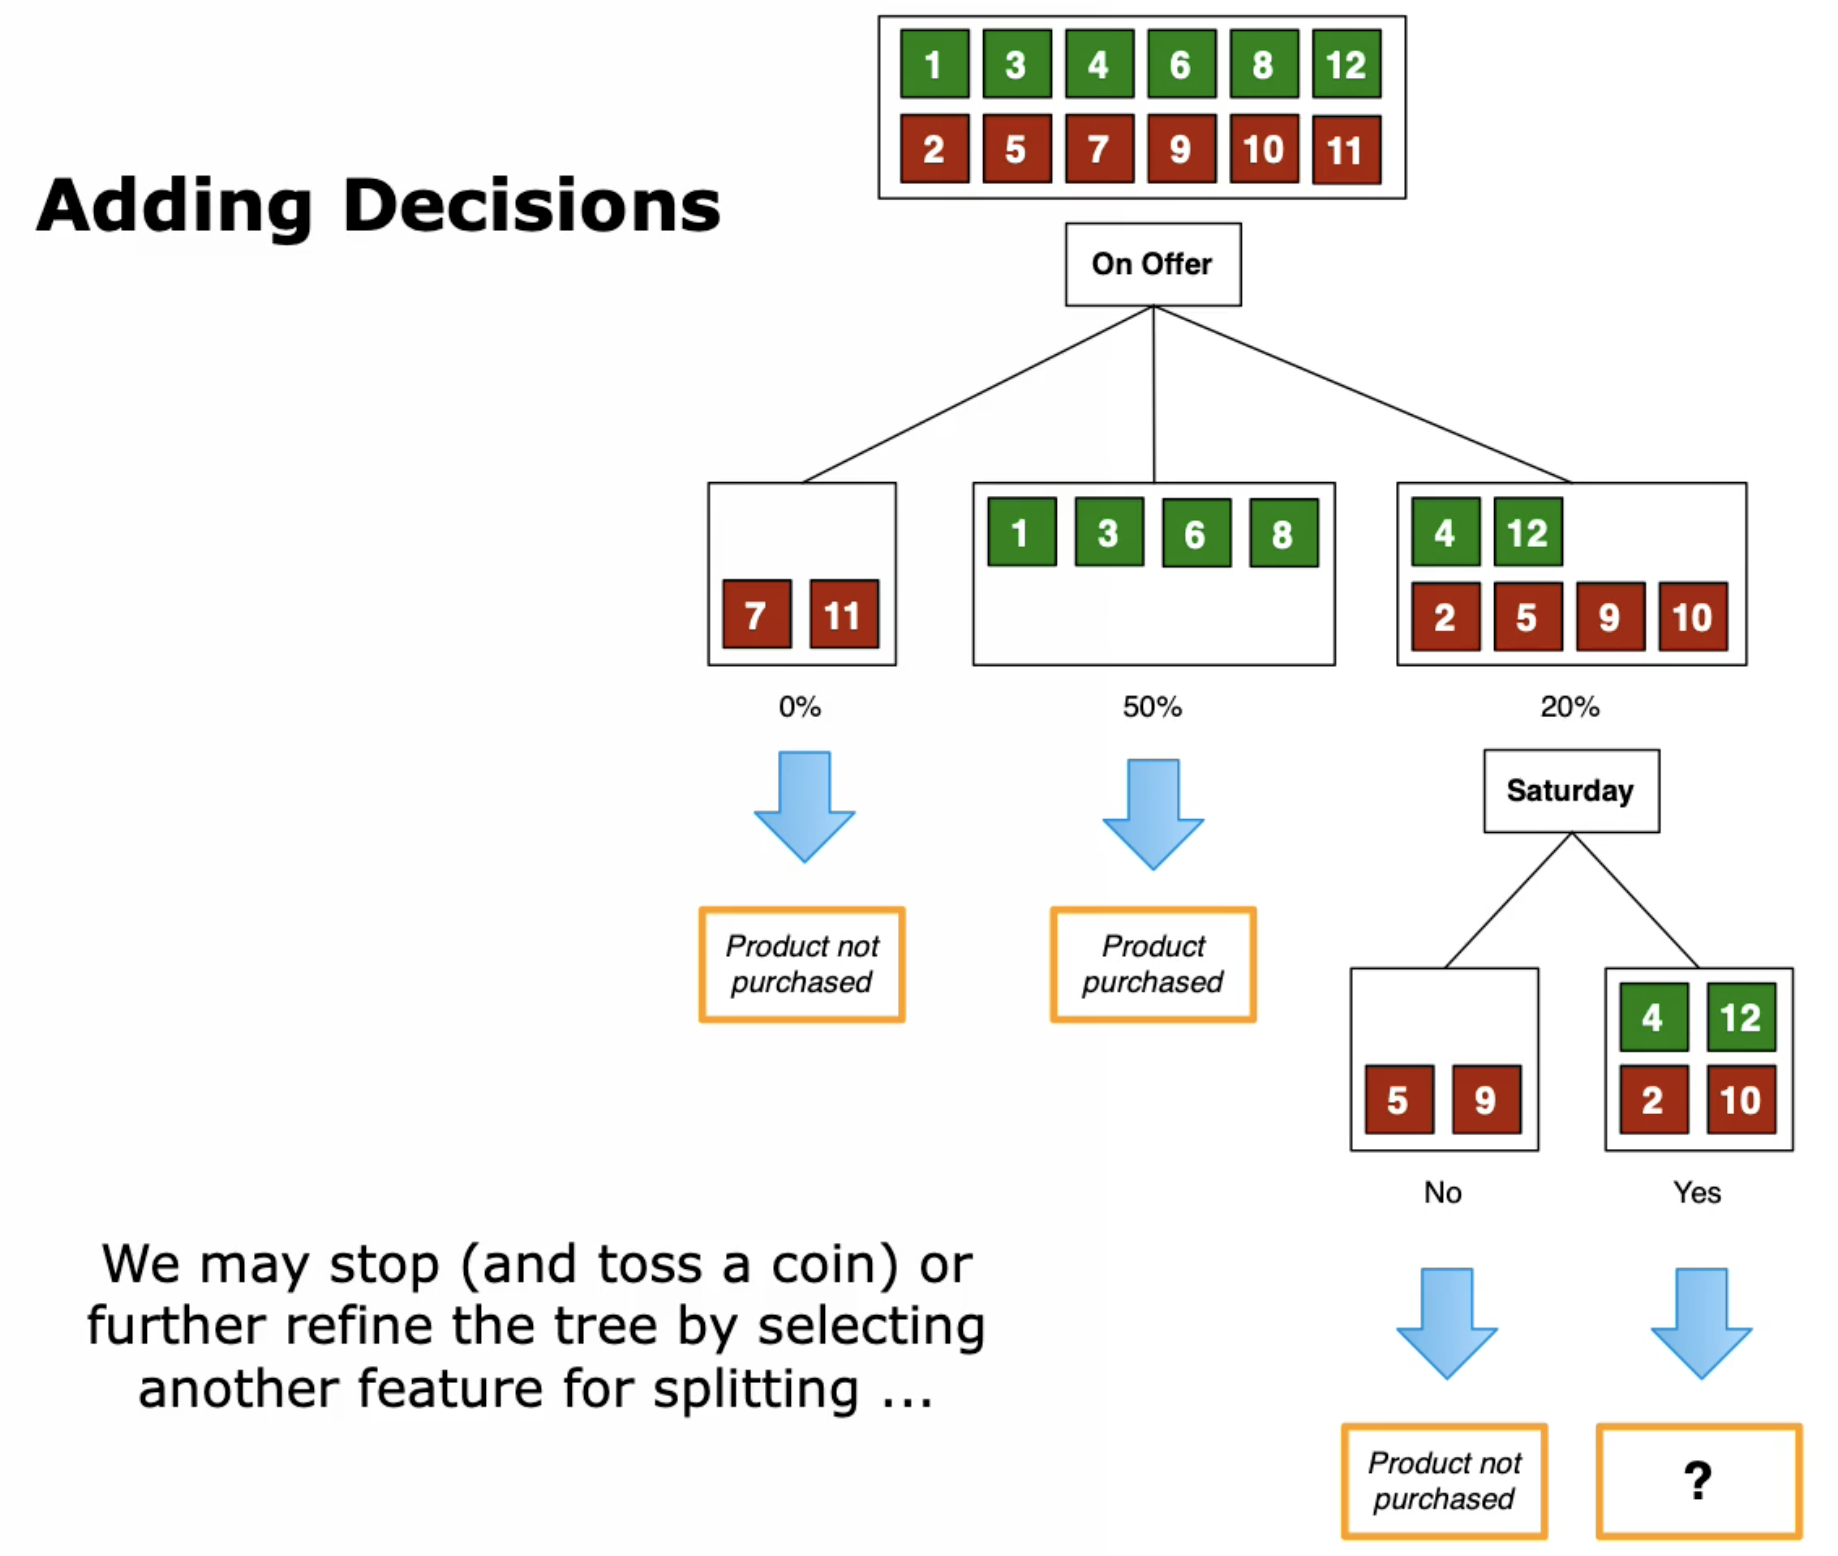 Adding Decisions
1 3 4 6 8 12
2 5 7 9 10 11
On Offer
7 11
1 3 6 8
4 12
2 5 9 10
0%
50%
20%
Saturday
Product not
purchased
Product
purchased
5 9
4 12
2 10
No
Yes
We may stop (and toss a coin) or
further refine the tree by selecting
another feature for splitting ...
Product not
purchased
?